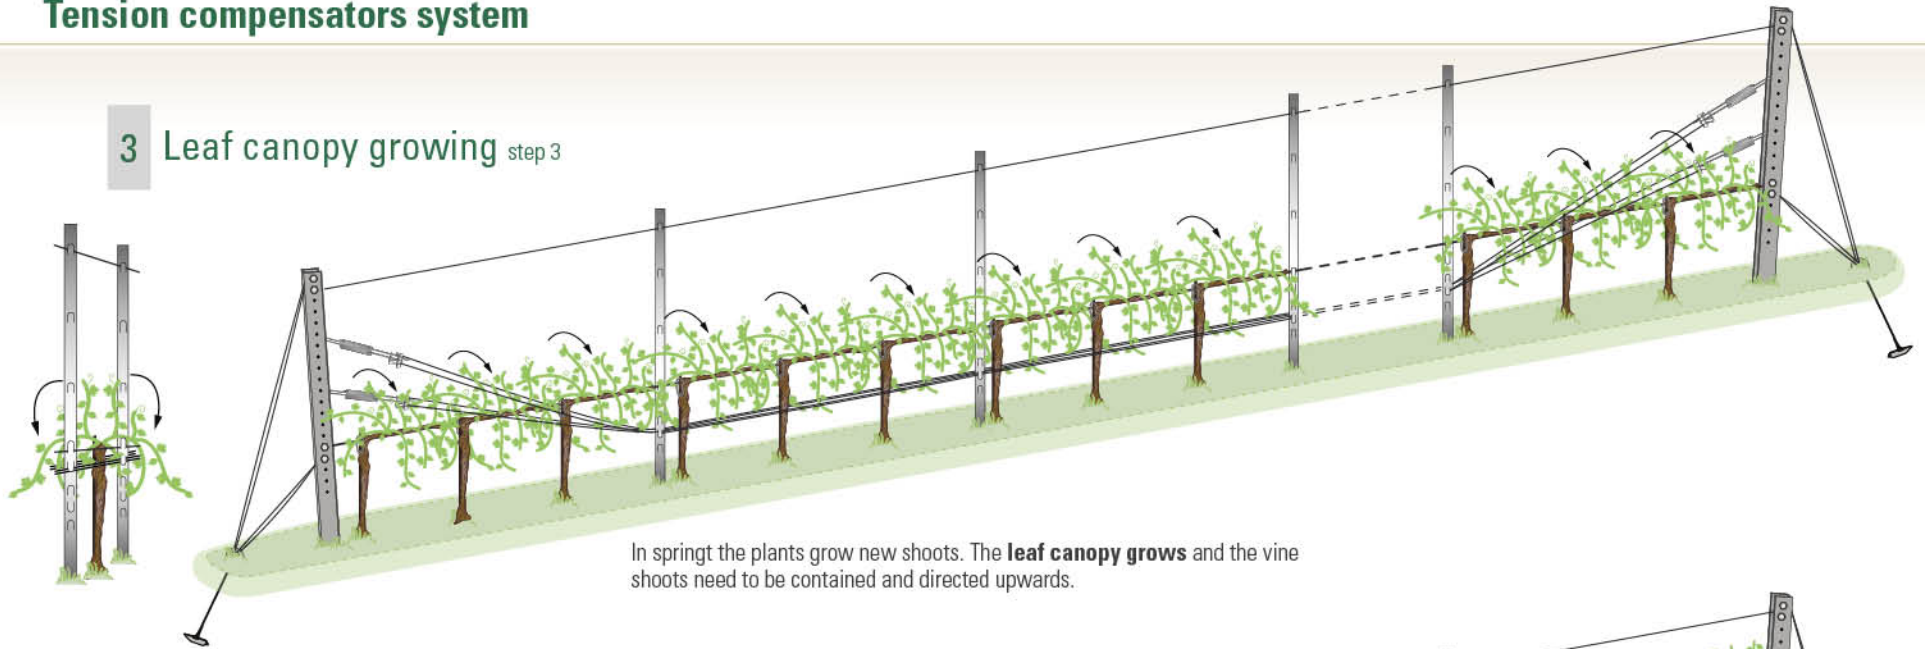 Tension compensators system
3 Leaf canopy growing step 3
In springt the plants grow new shoots. The leaf canopy grows and the vine
shoots need to be contained and directed upwards.